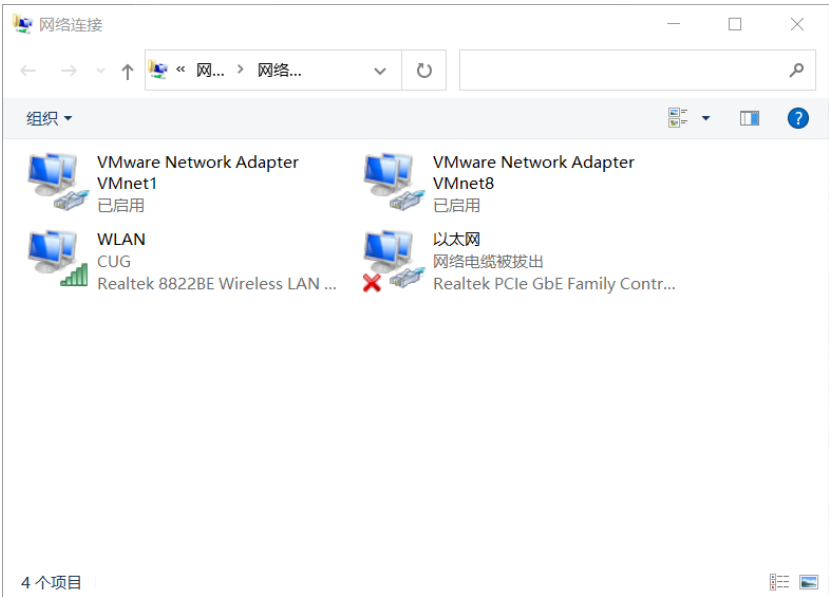 网络连接
« 网... › 网络...
组织
VMware Network Adapter
VMnet1
已启用
VMware Network Adapter
VMnet8
已启用
WLAN
CUG
Realtek 8822BE Wireless LAN ...
以太网
网络电缆被拔出
Realtek PCIe GbE Family Contr...
4 个项目